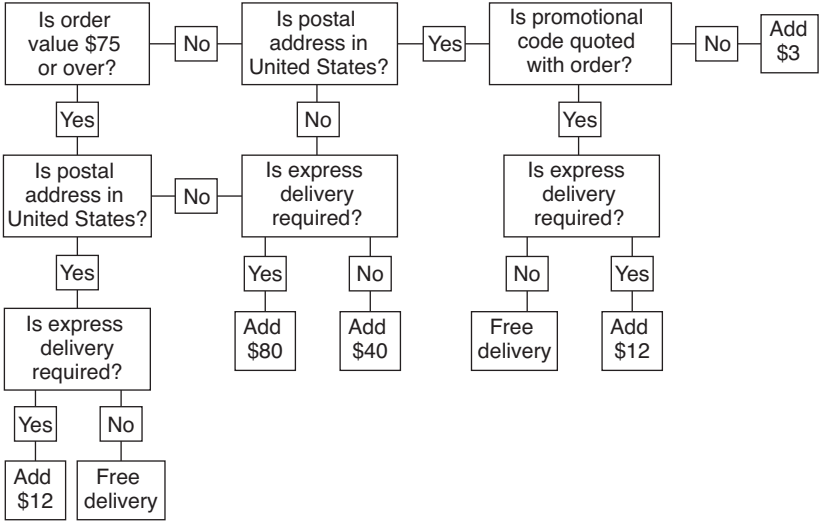 Is order
value $75
or over?
No
Is postal
address in
United States?
Yes
Is promotional
code quoted
with order?
No
Add
$3
Yes
No
Yes
Is postal
address in
United States?
No
Is express
delivery
required?
Is express
delivery
required?
Yes
Yes
No
No
Yes
Is express
delivery
required?
Add
$80
Add
$40
Free
delivery
Add
$12
Yes
No
Add
$12
Free
delivery